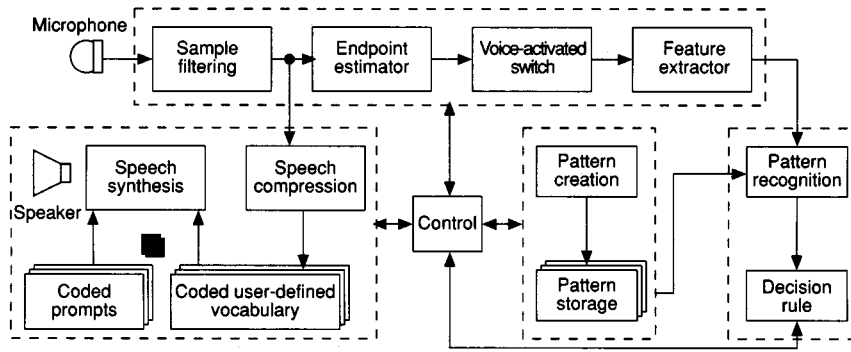 Microphone
Sample
filtering
Endpoint
estimator
Voice-activated
switch
Feature
extractor
Speech
synthesis
Speech
compression
Speaker
Pattern
creation
Pattern
recognition
Control
Coded
prompts
Coded user-defined
vocabulary
Pattern
storage
Decision
rule